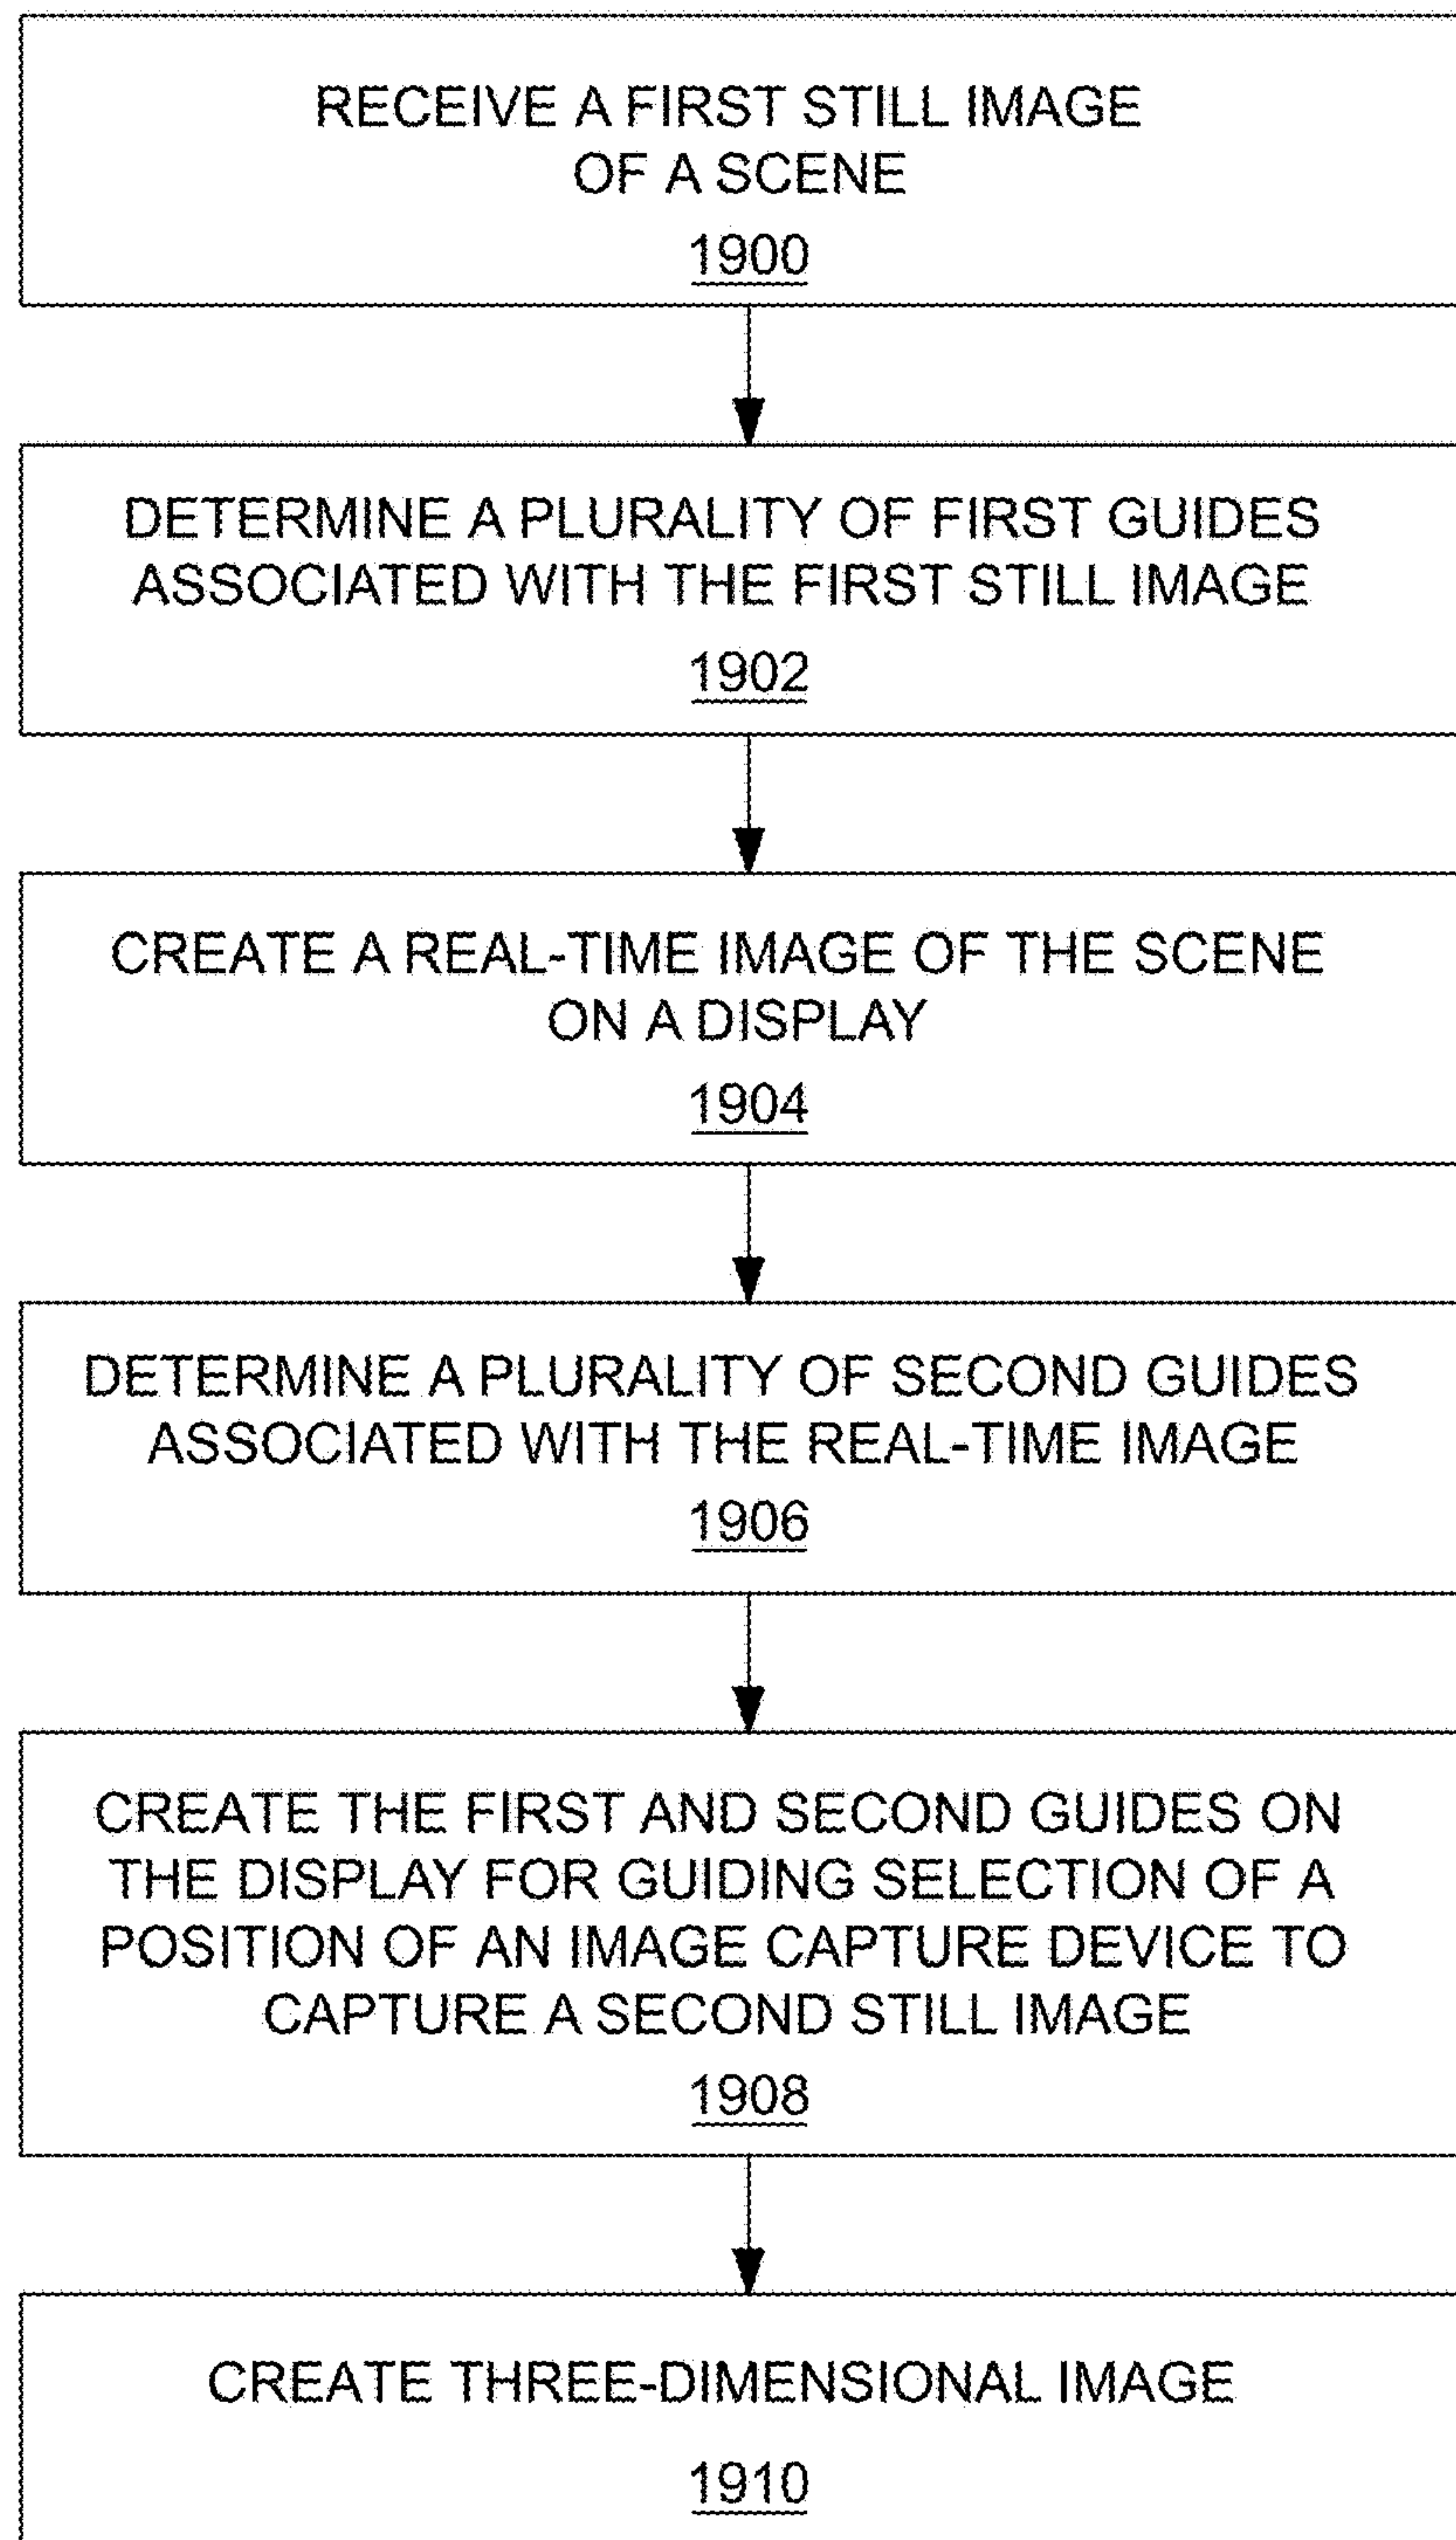 RECEIVE A FIRST STILL IMAGE
OF A SCENE
1900
DETERMINE A PLURALITY OF FIRST GUIDES
ASSOCIATED WITH THE FIRST STILL IMAGE
1902
CREATE A REAL-TIME IMAGE OF THE SCENE
ON A DISPLAY
1904
DETERMINE A PLURALITY OF SECOND GUIDES
ASSOCIATED WITH THE REAL-TIME IMAGE
1906
CREATE THE FIRST AND SECOND GUIDES ON
THE DISPLAY FOR GUIDING SELECTION OF A
POSITION OF AN IMAGE CAPTURE DEVICE TO
CAPTURE A SECOND STILL IMAGE
1908
CREATE THREE-DIMENSIONAL IMAGE
1910